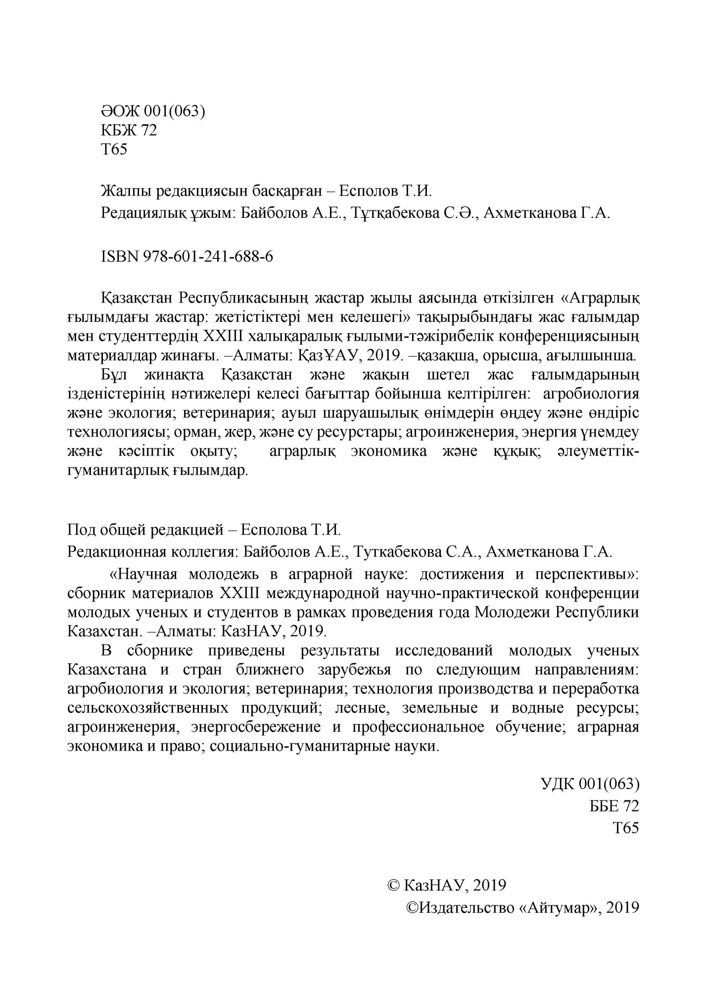 ӘОЖ 001(063)
КБЖ 72
Т65
Жалпы редакциясын басқарған – Есполов Т.И.
Редациялық ұжым: Байболов А.Е., Тұтқабекова С.Ә., Ахметканова Г.А.
ISBN 978-601-241-688-6
Қазақстан Республикасының жастар жылы аясында өткізілген «Аграрлық
ғылымдағы жастар: жетістіктері мен келешегі» тақырыбындағы жас ғалымдар
мен студенттердің XXIII халықаралық ғылыми-тәжірибелік конференциясының
материалдар жинағы. –Алматы: ҚазҰАУ, 2019. –қазақша, орысша, ағылшынша.
Бұл жинақта Қазақстан және жақын шетел жас ғалымдарының
ізденістерінің нәтижелері келесі бағыттар бойынша келтірілген: агробиология
және экология; ветеринария; ауыл шаруашылық өнімдерін өңдеу және өндіріс
технологиясы; орман, жер, және су ресурстары; агроинженерия, энергия үнемдеу
және кәсіптік оқыту; аграрлық экономика және құқық; әлеуметтік-
гуманитарлық ғылымдар.
Под общей редакцией – Есполова Т.И.
Редакционная коллегия: Байболов А.Е., Туткабекова С.А., Ахметканова Г.А.
«Научная молодежь в аграрной науке: достижения и перспективы»:
сборник материалов XXIII международной научно-практической конференции
молодых ученых и студентов в рамках проведения года Молодежи Республики
Казахстан. –Алматы: КазНАУ, 2019.
В сборнике приведены результаты исследований молодых ученых
Казахстана и стран ближнего зарубежья по следующим направлениям:
агробиология и экология; ветеринария; технология производства и переработка
сельскохозяйственных продукций; лесные, земельные и водные ресурсы;
агроинженерия, энергосбережение и профессиональное обучение; аграрная
экономика и право; социально-гуманитарные науки.
УДК 001(063)
ББЕ 72
Т65
© КазНАУ, 2019
©Издательство «Айтумар», 2019